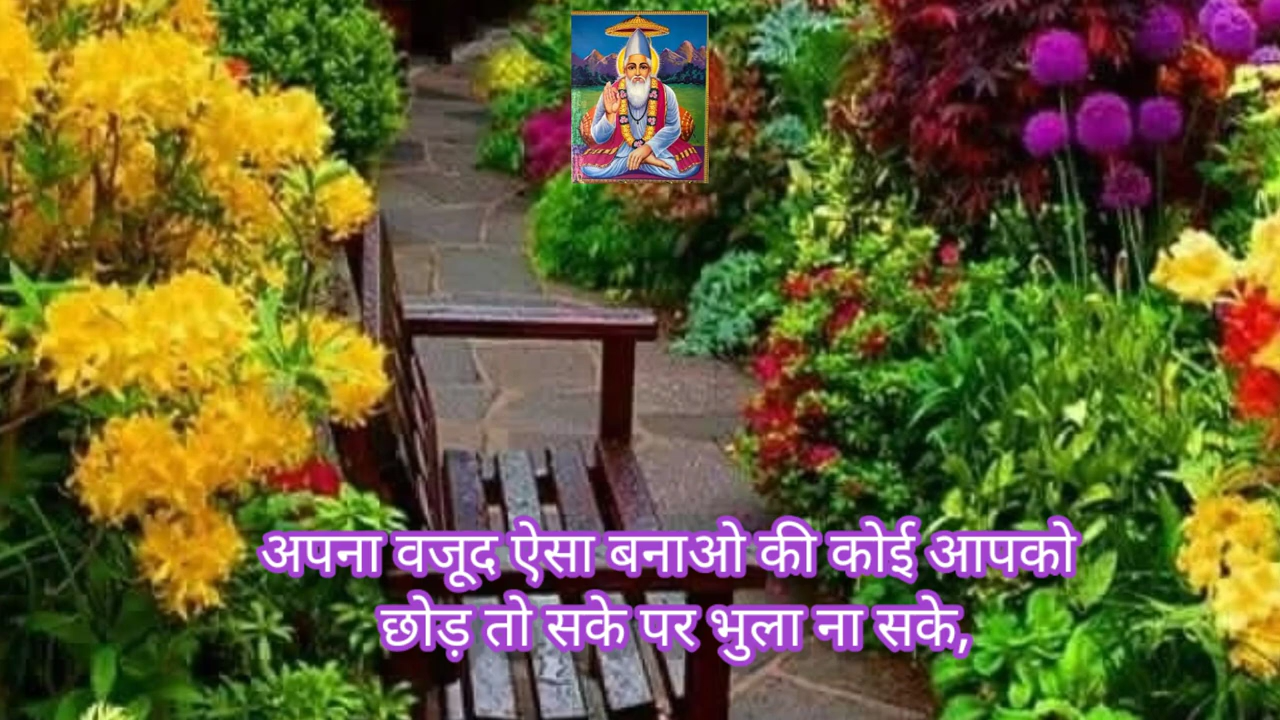 अपना वजूद ऐसा बनाओ की कोई आपको
छोड़ तो सके पर भुला ना सके,